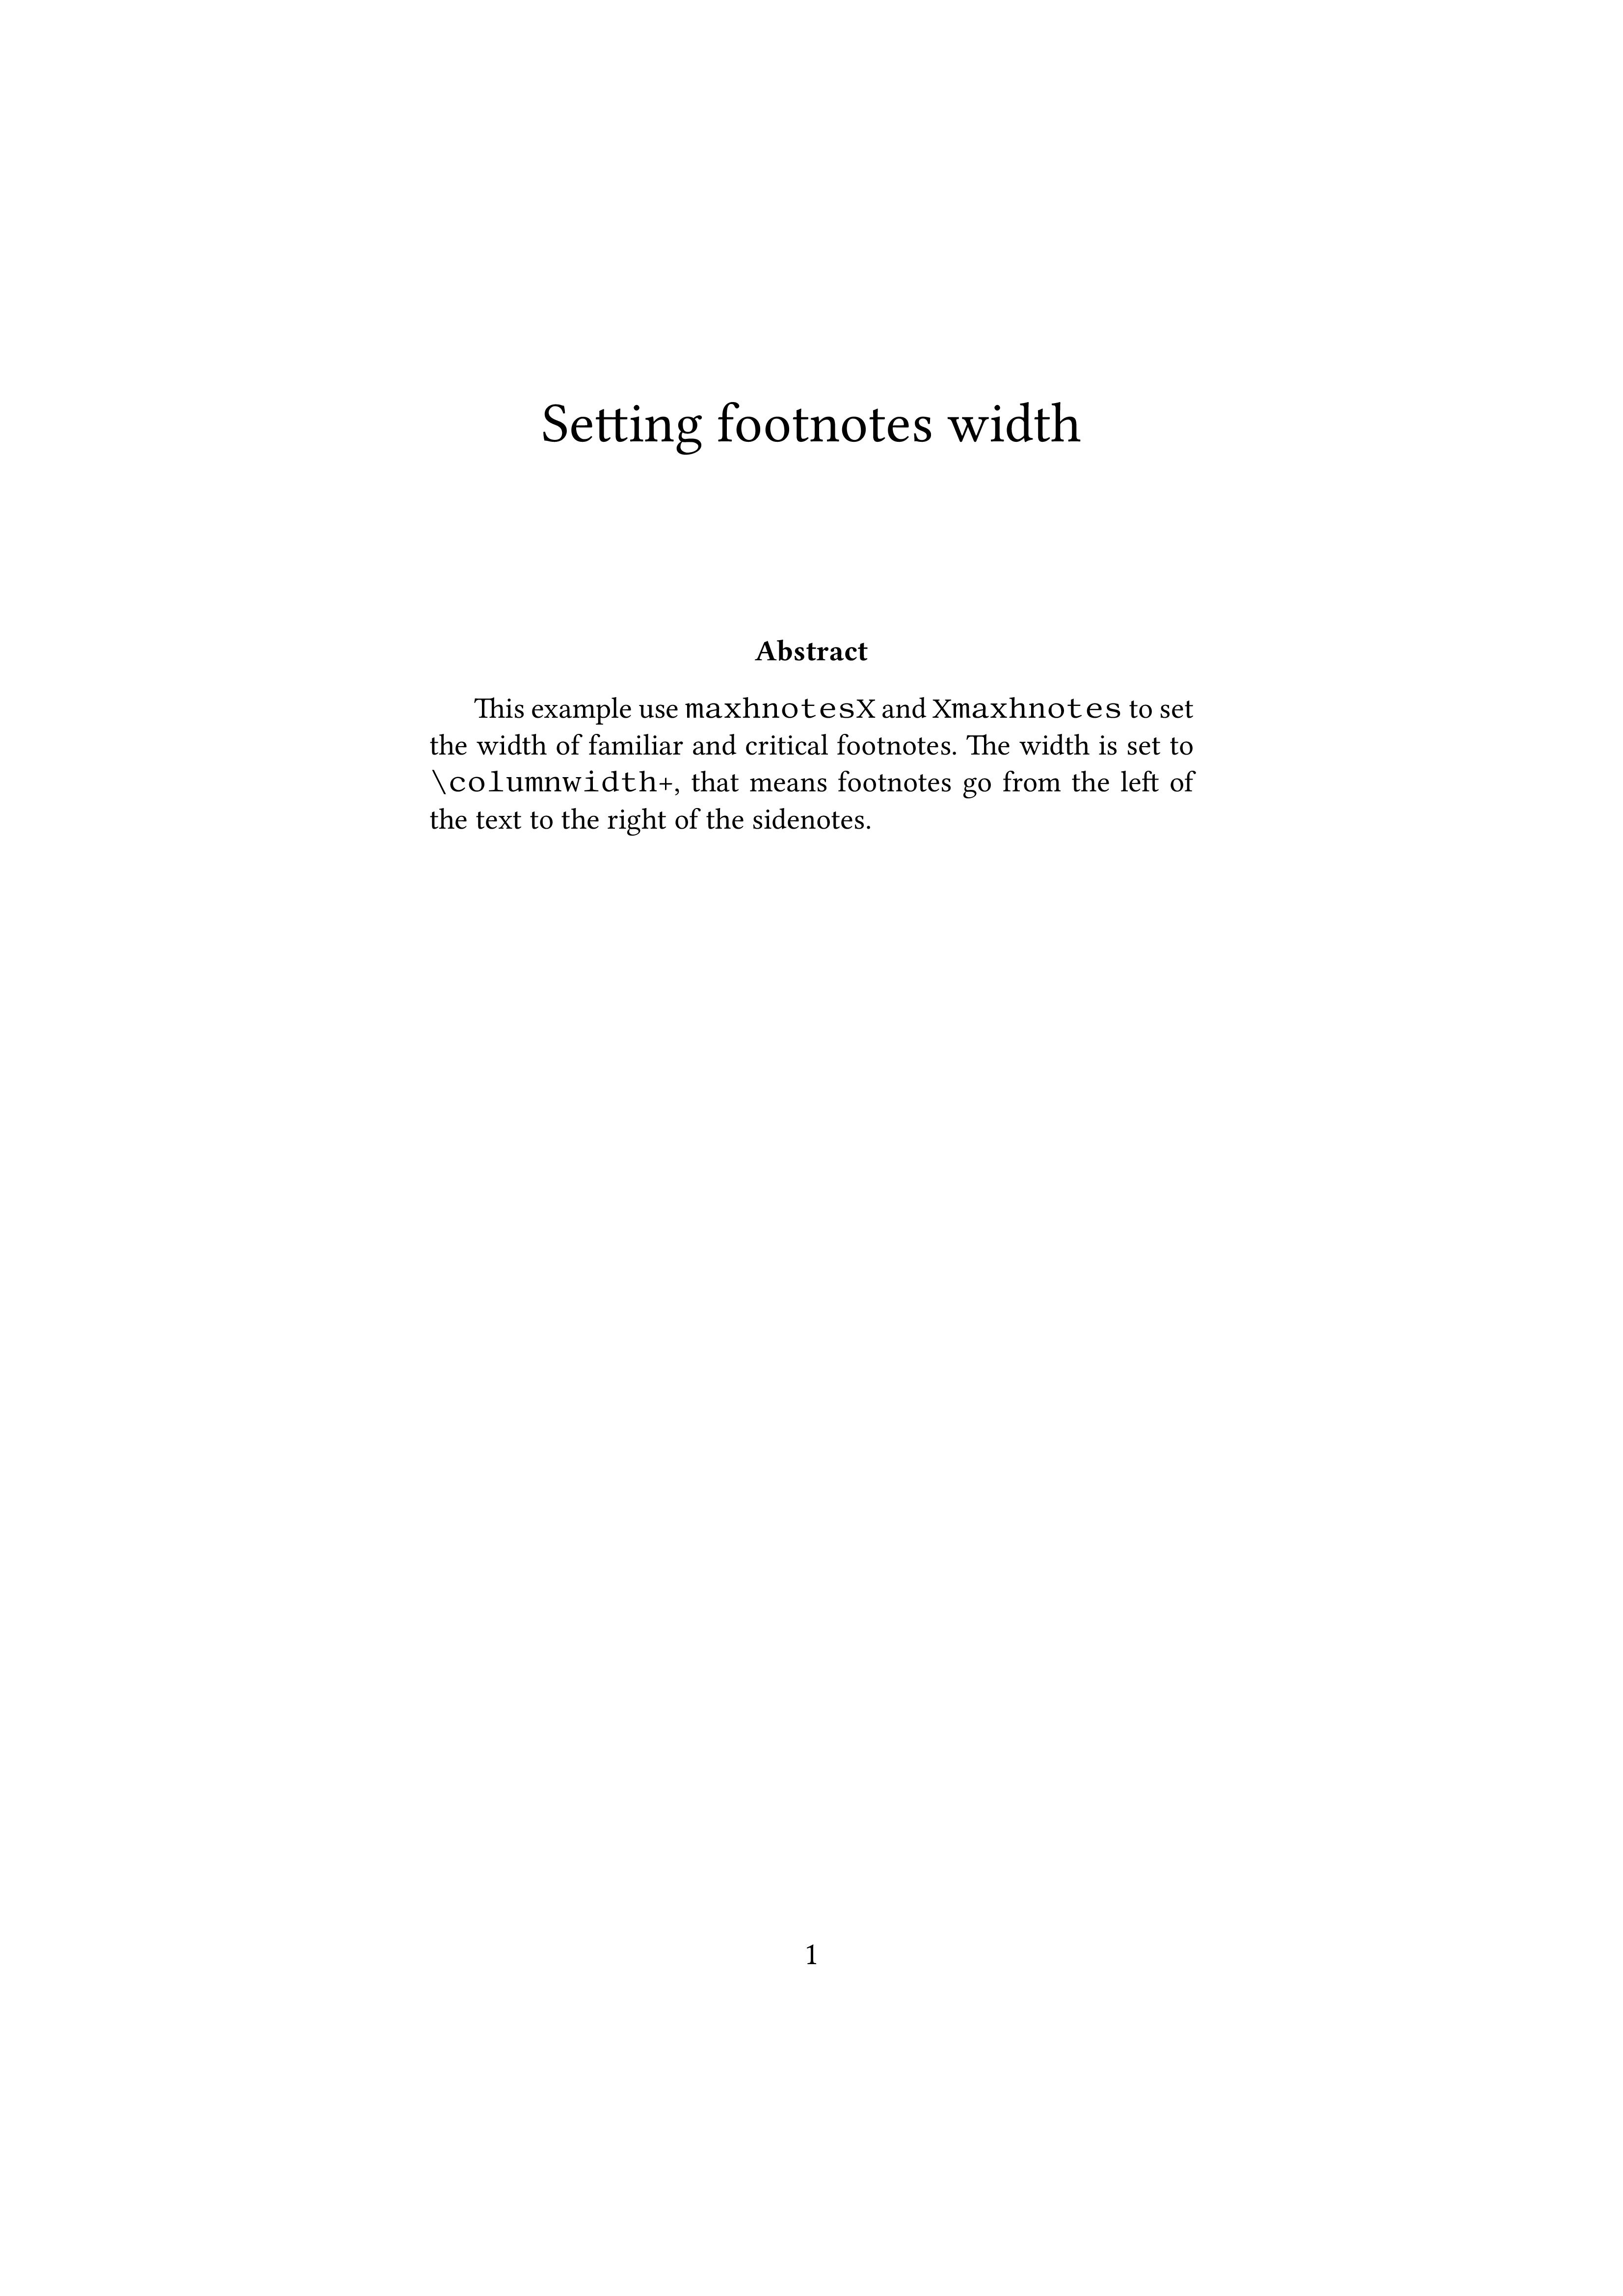 Setting footnotes width
Abstract
This example use maxhnotesX and Xmaxhnotes to set
the width of familiar and critical footnotes. The width is set to
\columnwidth+, that means footnotes go from the left of
the text to the right of the sidenotes.
1